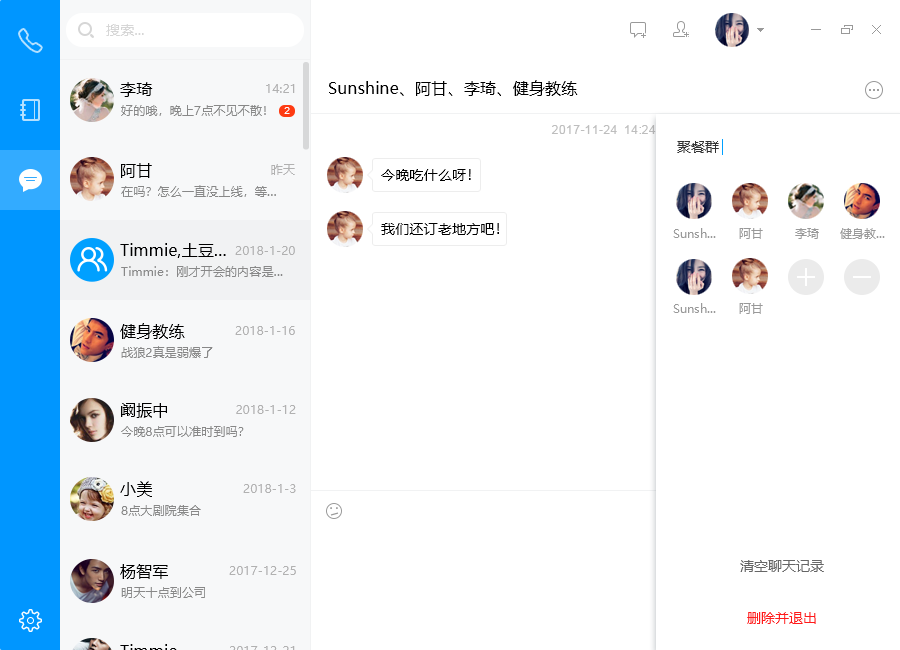 搜索...
李琦 14:21
好的哦，晚上7点不见不散！ 2
阿甘 昨天
在吗？怎么一直没上线，等...
Timmie,土豆... 2018-1-20
Timmie：刚才开会的内容是...
健身教练 2018-1-16
战狼2真是弱爆了
阚振中 2018-1-12
今晚8点可以准时到吗？
小美 2018-1-3
8点大剧院集合
杨智军 2017-12-25
明天十点到公司
Timmie 2017-12-21
Sunshine、阿甘、李琦、健身教练
2017-11-24 14:24
今晚吃什么呀！
我们还订老地方吧！
聚餐群
Sunsh... 阿甘 李琦 健身教...
Sunsh... 阿甘
清空聊天记录
删除并退出